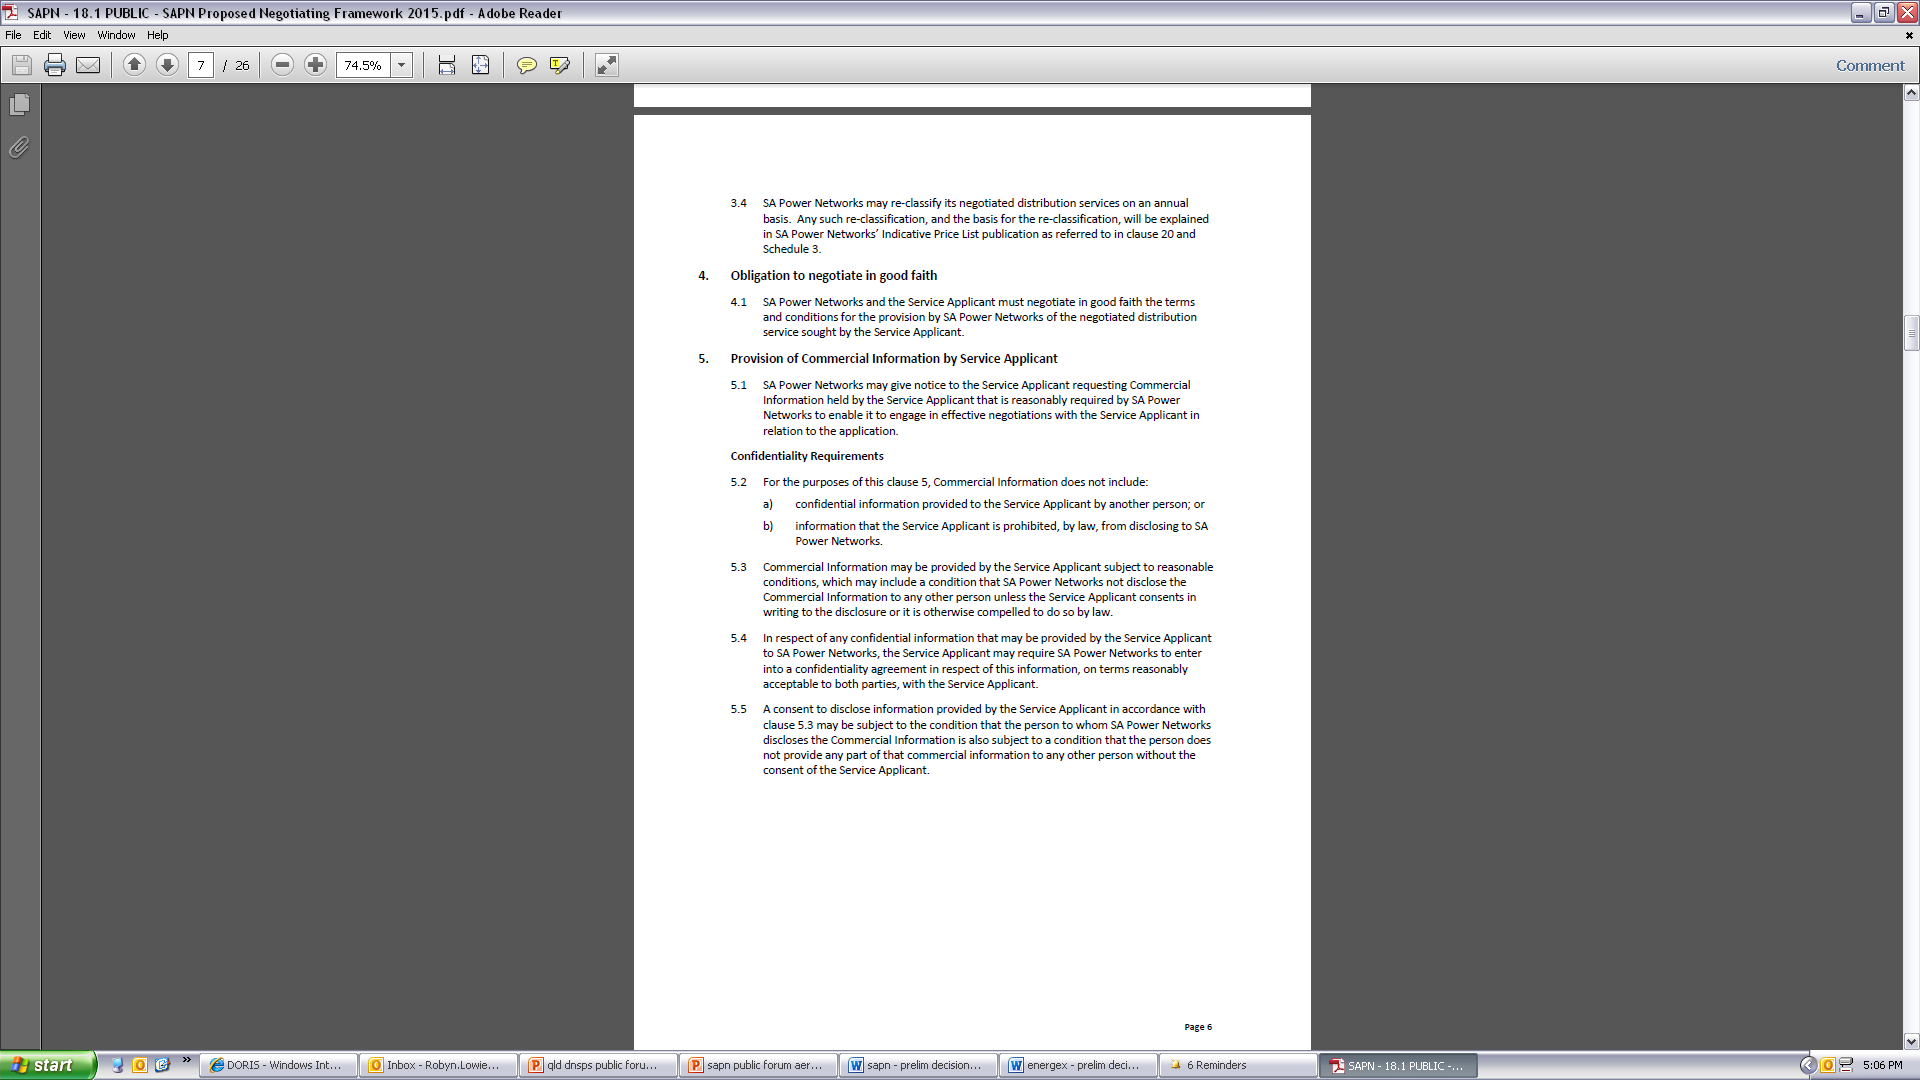 SAPN - 18.1 PUBLIC - SAPN Proposed Negotiating Framework 2015.pdf - Adobe Reader
File Edit View Window Help
7 / 26 74.5% Comment
3.4 SA Power Networks may re-classify its negotiated distribution services on an annual
basis. Any such re-classification, and the basis for the re-classification, will be explained
in SA Power Networks' Indicative Price List publication as referred to in clause 20 and
Schedule 3.
4. Obligation to negotiate in good faith
4.1 SA Power Networks and the Service Applicant must negotiate in good faith the terms
and conditions for the provision by SA Power Networks of the negotiated distribution
service sought by the Service Applicant.
5. Provision of Commercial Information by Service Applicant
5.1 SA Power Networks may give notice to the Service Applicant requesting Commercial
Information held by the Service Applicant that is reasonably required by SA Power
Networks to enable it to engage in effective negotiations with the Service Applicant in
relation to the application.
Confidentiality Requirements
5.2 For the purposes of this clause 5, Commercial Information does not include:
a) confidential information provided to the Service Applicant by another person; or
b) information that the Service Applicant is prohibited, by law, from disclosing to SA
Power Networks.
5.3 Commercial Information may be provided by the Service Applicant subject to reasonable
conditions, which may include a condition that SA Power Networks not disclose the
Commercial Information to any other person unless the Service Applicant consents in
writing to the disclosure or it is otherwise compelled to do so by law.
5.4 In respect of any confidential information that may be provided by the Service Applicant
to SA Power Networks, the Service Applicant may require SA Power Networks to enter
into a confidentiality agreement in respect of this information, on terms reasonably
acceptable to both parties, with the Service Applicant.
5.5 A consent to disclose information provided by the Service Applicant in accordance with
clause 5.3 may be subject to the condition that the person to whom SA Power Networks
discloses the Commercial Information is also subject to a condition that the person does
not provide any part of that commercial information to any other person without the
consent of the Service Applicant.
Page 6
start » DORIS - Windows Int... Inbox - Robyn.Lowie... qld dnsps public foru... sapn public forum aer... sapn - prelim decision... energex - prelim deci... 6 Reminders SAPN - 18.1 PUBLIC -... 5:06 PM